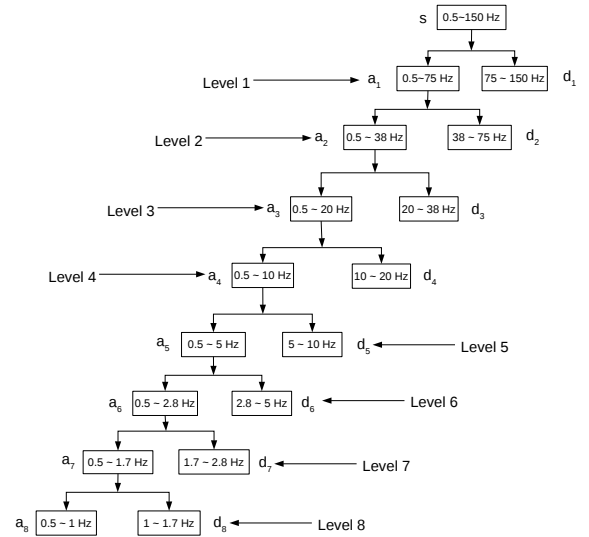 s 0.5~150 Hz
Level 1 a1 0.5~75 Hz 75 ~ 150 Hz d1
Level 2 a2 0.5 ~ 38 Hz 38 ~ 75 Hz d2
Level 3 a3 0.5 ~ 20 Hz 20 ~ 38 Hz d3
Level 4 a4 0.5 ~ 10 Hz 10 ~ 20 Hz d4
a5 0.5 ~ 5 Hz 5 ~ 10 Hz d5 Level 5
a6 0.5 ~ 2.8 Hz 2.8 ~ 5 Hz d6 Level 6
a7 0.5 ~ 1.7 Hz 1.7 ~ 2.8 Hz d7 Level 7
a8 0.5 ~ 1 Hz 1 ~ 1.7 Hz d8 Level 8